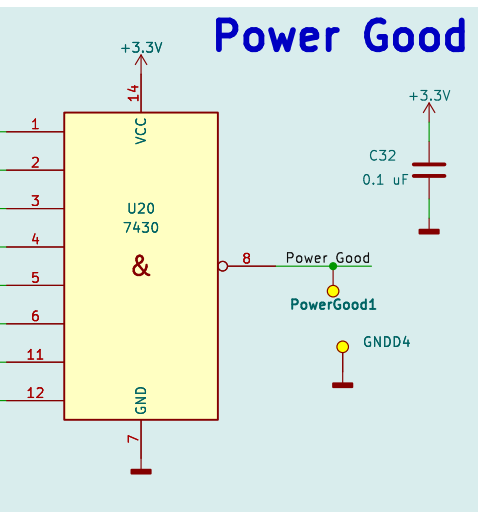 Power Good
+3.3V
14
VCC
+3.3V
C32
0.1 uF
1
2
3
4
5
6
11
12
U20
7430
&
8
Power Good
PowerGood1
GNDD4
GND
7